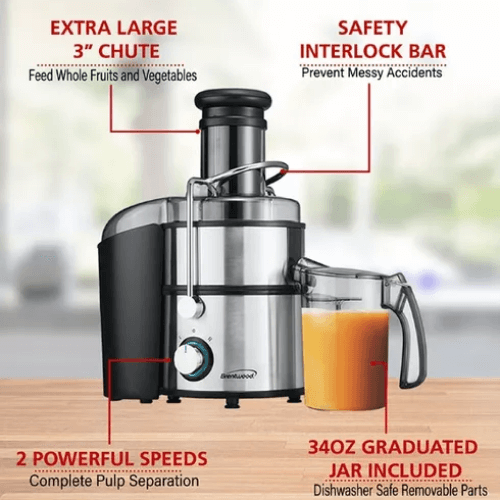 EXTRA LARGE
3” CHUTE
Feed Whole Fruits and Vegetables
SAFETY
INTERLOCK BAR
Prevent Messy Accidents
Brentwood
2 POWERFUL SPEEDS
Complete Pulp Separation
34OZ GRADUATED
JAR INCLUDED
Dishwasher Safe Removable Parts